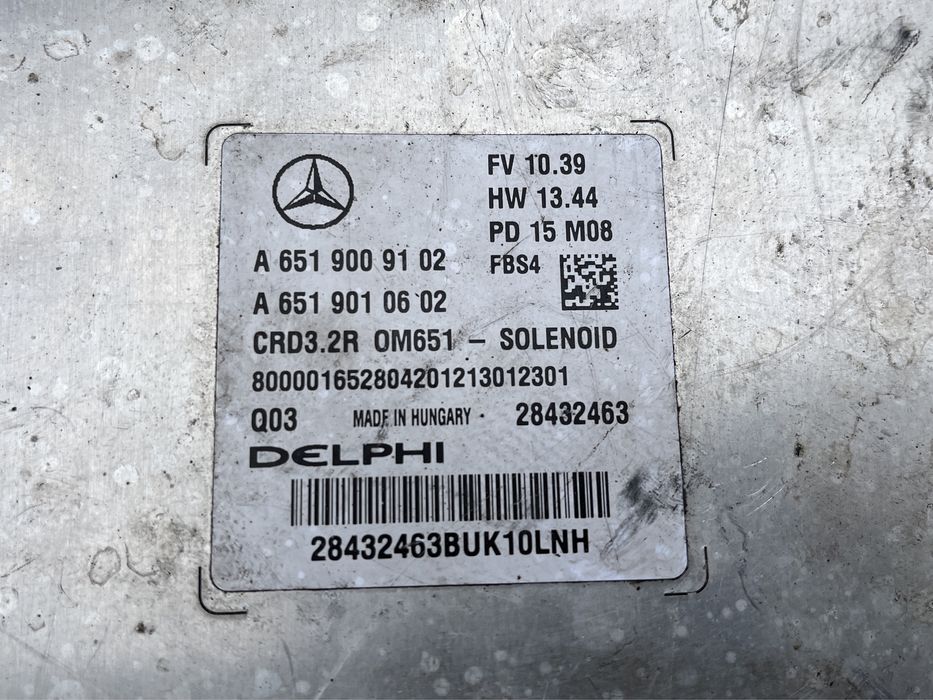 FV 10.39
HW 13.44
PD 15 M08
A 651 900 91 02
FBS4
A 651 901 06 02
CRD3.2R OM651 - SOLENOID
80000165280420121301 2301
Q03 MADE IN HUNGARY 28432463
DELPHI
28432463BUK10LNH